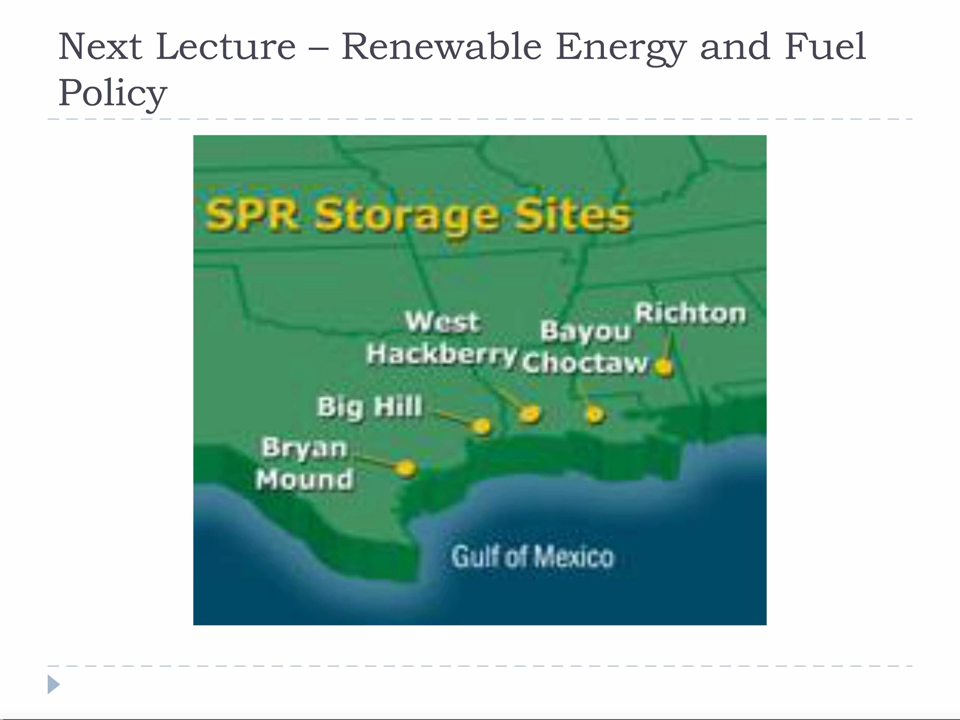 Next Lecture – Renewable Energy and Fuel
Policy
SPR Storage Sites
Richton
West
Hackberry
Bayou
Choctaw
Big Hill
Bryan
Mound
Gulf of Mexico